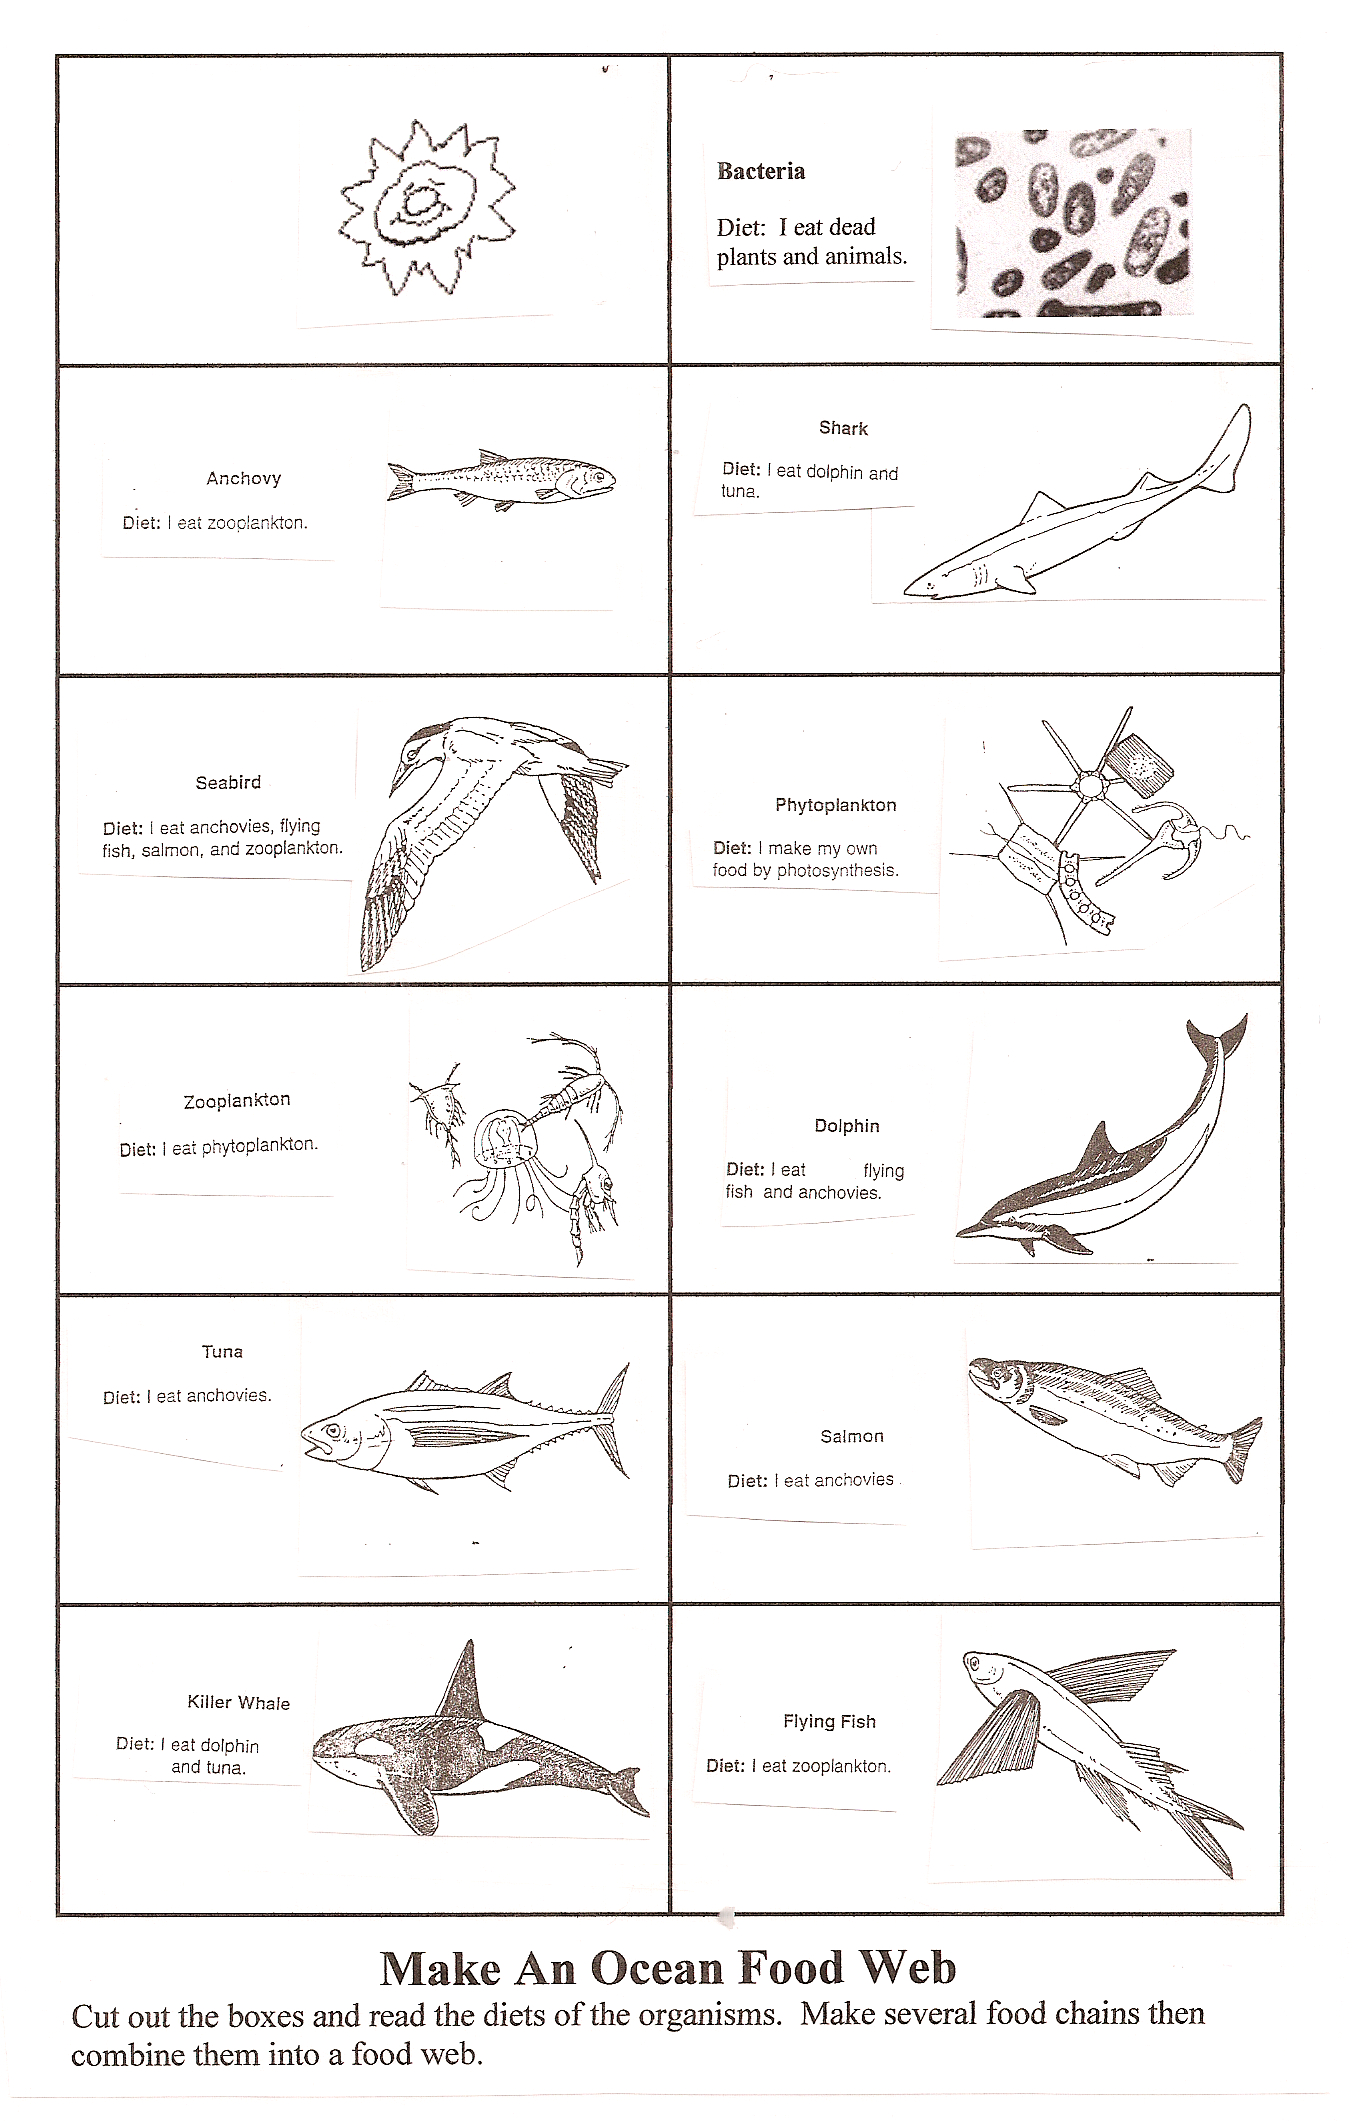 Bacteria
Diet: I eat dead
plants and animals.
Anchovy
Diet: I eat zooplankton.
Shark
Diet: I eat dolphin and
tuna.
Seabird
Diet: I eat anchovies, flying
fish, salmon, and zooplankton.
Phytoplankton
Diet: I make my own
food by photosynthesis.
Zooplankton
Diet: I eat phytoplankton.
Dolphin
Diet: I eat flying
fish and anchovies.
Tuna
Diet: I eat anchovies.
Salmon
Diet: I eat anchovies.
Killer Whale
Diet: I eat dolphin
and tuna.
Flying Fish
Diet: I eat zooplankton.
Make An Ocean Food Web
Cut out the boxes and read the diets of the organisms. Make several food chains then
combine them into a food web.